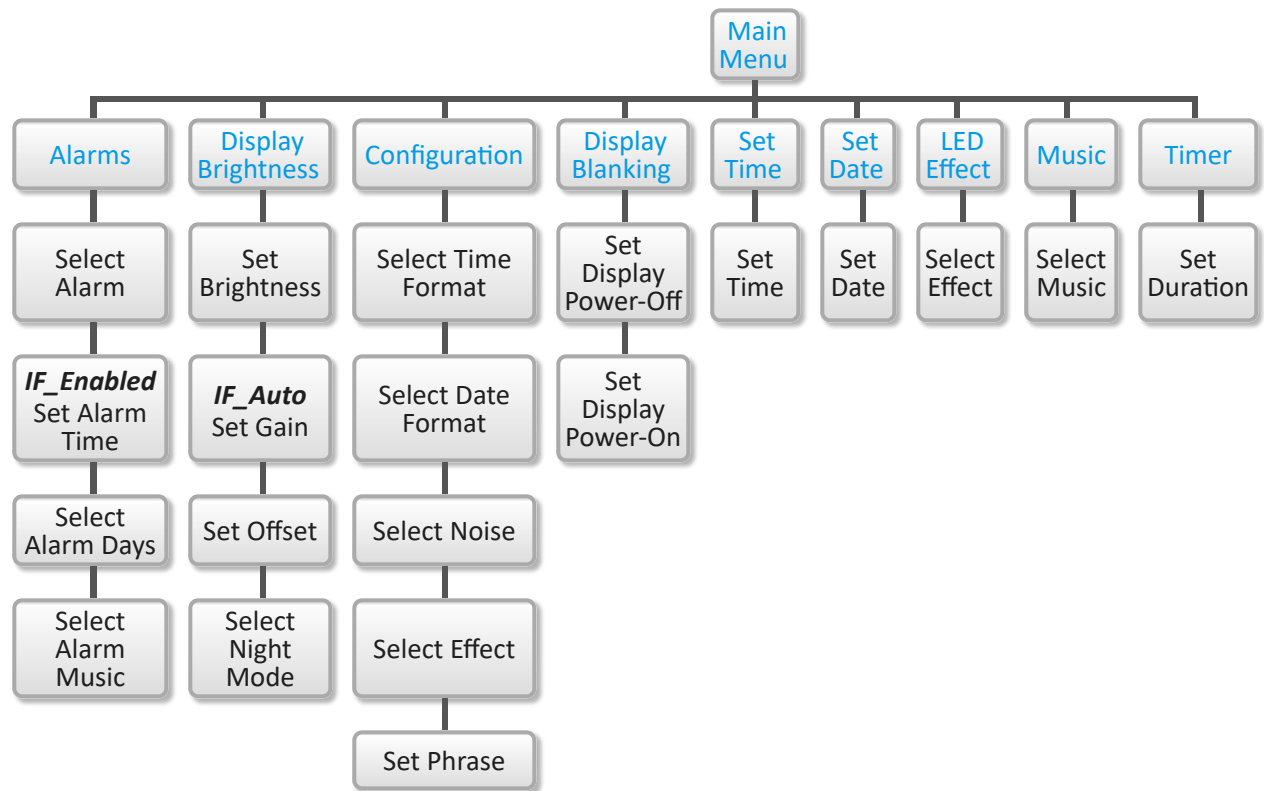 Main
Menu
Alarms
Display
Brightness
Configuration
Display
Blanking
Set
Time
Set
Date
LED
Effect
Music
Timer
Select
Alarm
Set
Brightness
Select Time
Format
Set
Display
Power-Off
Set
Time
Set
Date
Select
Effect
Select
Music
Set
Duration
IF_Enabled
Set Alarm
Time
IF_Auto
Set Gain
Select Date
Format
Set
Display
Power-On
Select
Alarm Days
Set Offset
Select Noise
Select
Alarm
Music
Select
Night
Mode
Select Effect
Set Phrase